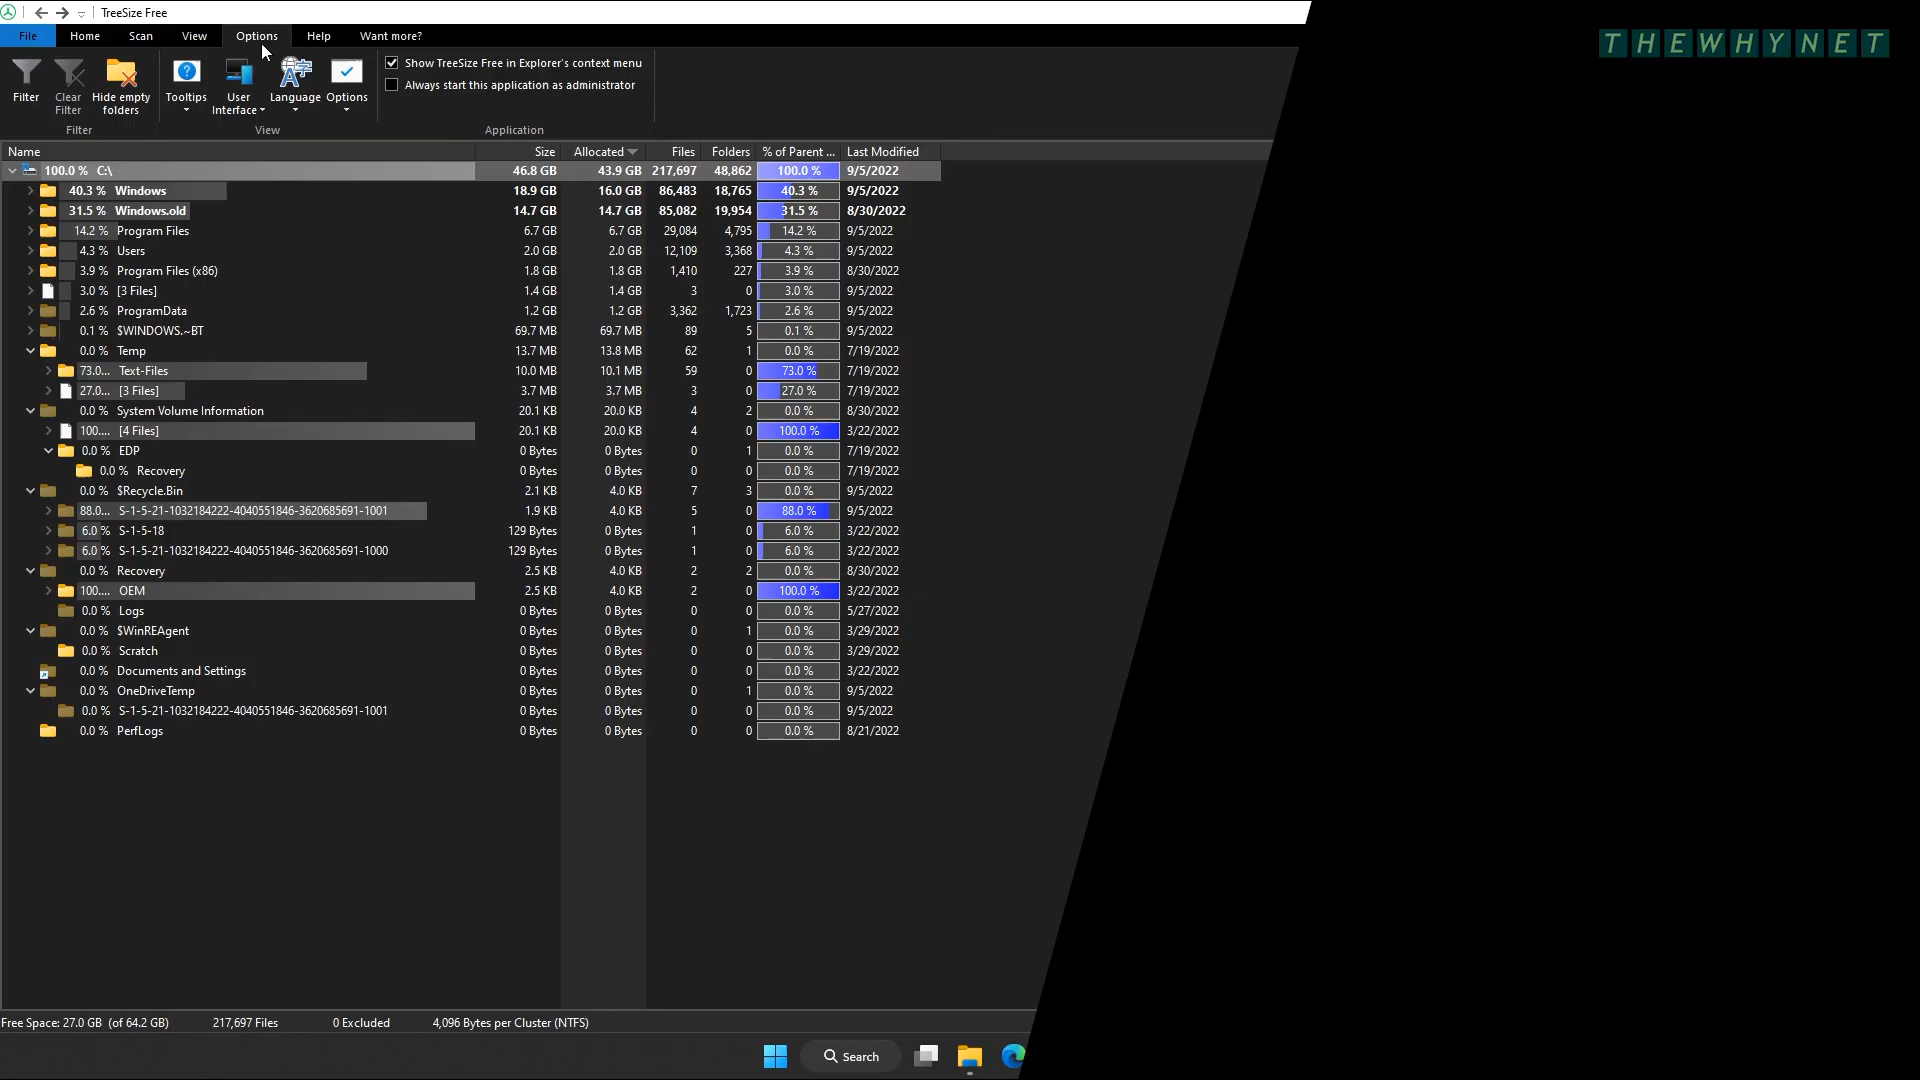 TreeSize Free
THEWHYNET
File Home Scan View Options Help Want more?
Filter Clear Filter Hide empty folders Tooltips User Interface Language Options
Show TreeSize Free in Explorer's context menu
Always start this application as administrator
Filter View Application
Name Size Allocated Files Folders % of Parent ... Last Modified
100.0 % C:\ 46.8 GB 43.9 GB 217,697 48,862 100.0 % 9/5/2022
40.3 % Windows 18.9 GB 16.0 GB 86,483 18,765 40.3 % 9/5/2022
31.5 % Windows.old 14.7 GB 14.7 GB 85,082 19,954 31.5 % 8/30/2022
14.2 % Program Files 6.7 GB 6.7 GB 29,084 4,795 14.2 % 9/5/2022
4.3 % Users 2.0 GB 2.0 GB 12,109 3,368 4.3 % 9/5/2022
3.9 % Program Files (x86) 1.8 GB 1.8 GB 1,410 227 3.9 % 8/30/2022
3.0 % [3 Files] 1.4 GB 1.4 GB 3 0 3.0 % 9/5/2022
2.6 % ProgramData 1.2 GB 1.2 GB 3,362 1,723 2.6 % 9/5/2022
0.1 % $WINDOWS.~BT 69.7 MB 69.7 MB 89 5 0.1 % 9/5/2022
0.0 % Temp 13.7 MB 13.8 MB 62 1 0.0 % 7/19/2022
73.0... Text-Files 10.0 MB 10.1 MB 59 0 73.0 % 7/19/2022
27.0... [3 Files] 3.7 MB 3.7 MB 3 0 27.0 % 7/19/2022
0.0 % System Volume Information 20.1 KB 20.0 KB 4 2 0.0 % 8/30/2022
100.... [4 Files] 20.1 KB 20.0 KB 4 0 100.0 % 3/22/2022
0.0 % EDP 0 Bytes 0 Bytes 0 1 0.0 % 7/19/2022
0.0 % Recovery 0 Bytes 0 Bytes 0 0 0.0 % 7/19/2022
0.0 % $Recycle.Bin 2.1 KB 4.0 KB 7 3 0.0 % 9/5/2022
88.0... S-1-5-21-1032184222-4040551846-3620685691-1001 1.9 KB 4.0 KB 5 0 88.0 % 9/5/2022
6.0 % S-1-5-18 129 Bytes 0 Bytes 1 0 6.0 % 3/22/2022
6.0 % S-1-5-21-1032184222-4040551846-3620685691-1000 129 Bytes 0 Bytes 1 0 6.0 % 3/22/2022
0.0 % Recovery 2.5 KB 4.0 KB 2 2 0.0 % 8/30/2022
100.... OEM 2.5 KB 4.0 KB 2 0 100.0 % 3/22/2022
0.0 % Logs 0 Bytes 0 Bytes 0 0 0.0 % 5/27/2022
0.0 % $WinREAgent 0 Bytes 0 Bytes 0 1 0.0 % 3/29/2022
0.0 % Scratch 0 Bytes 0 Bytes 0 0 0.0 % 3/29/2022
0.0 % Documents and Settings 0 Bytes 0 Bytes 0 0 0.0 % 3/22/2022
0.0 % OneDriveTemp 0 Bytes 0 Bytes 0 1 0.0 % 9/5/2022
0.0 % S-1-5-21-1032184222-4040551846-3620685691-1001 0 Bytes 0 Bytes 0 0 0.0 % 9/5/2022
0.0 % PerfLogs 0 Bytes 0 Bytes 0 0 0.0 % 8/21/2022
Free Space: 27.0 GB (of 64.2 GB) 217,697 Files 0 Excluded 4,096 Bytes per Cluster (NTFS)
Search